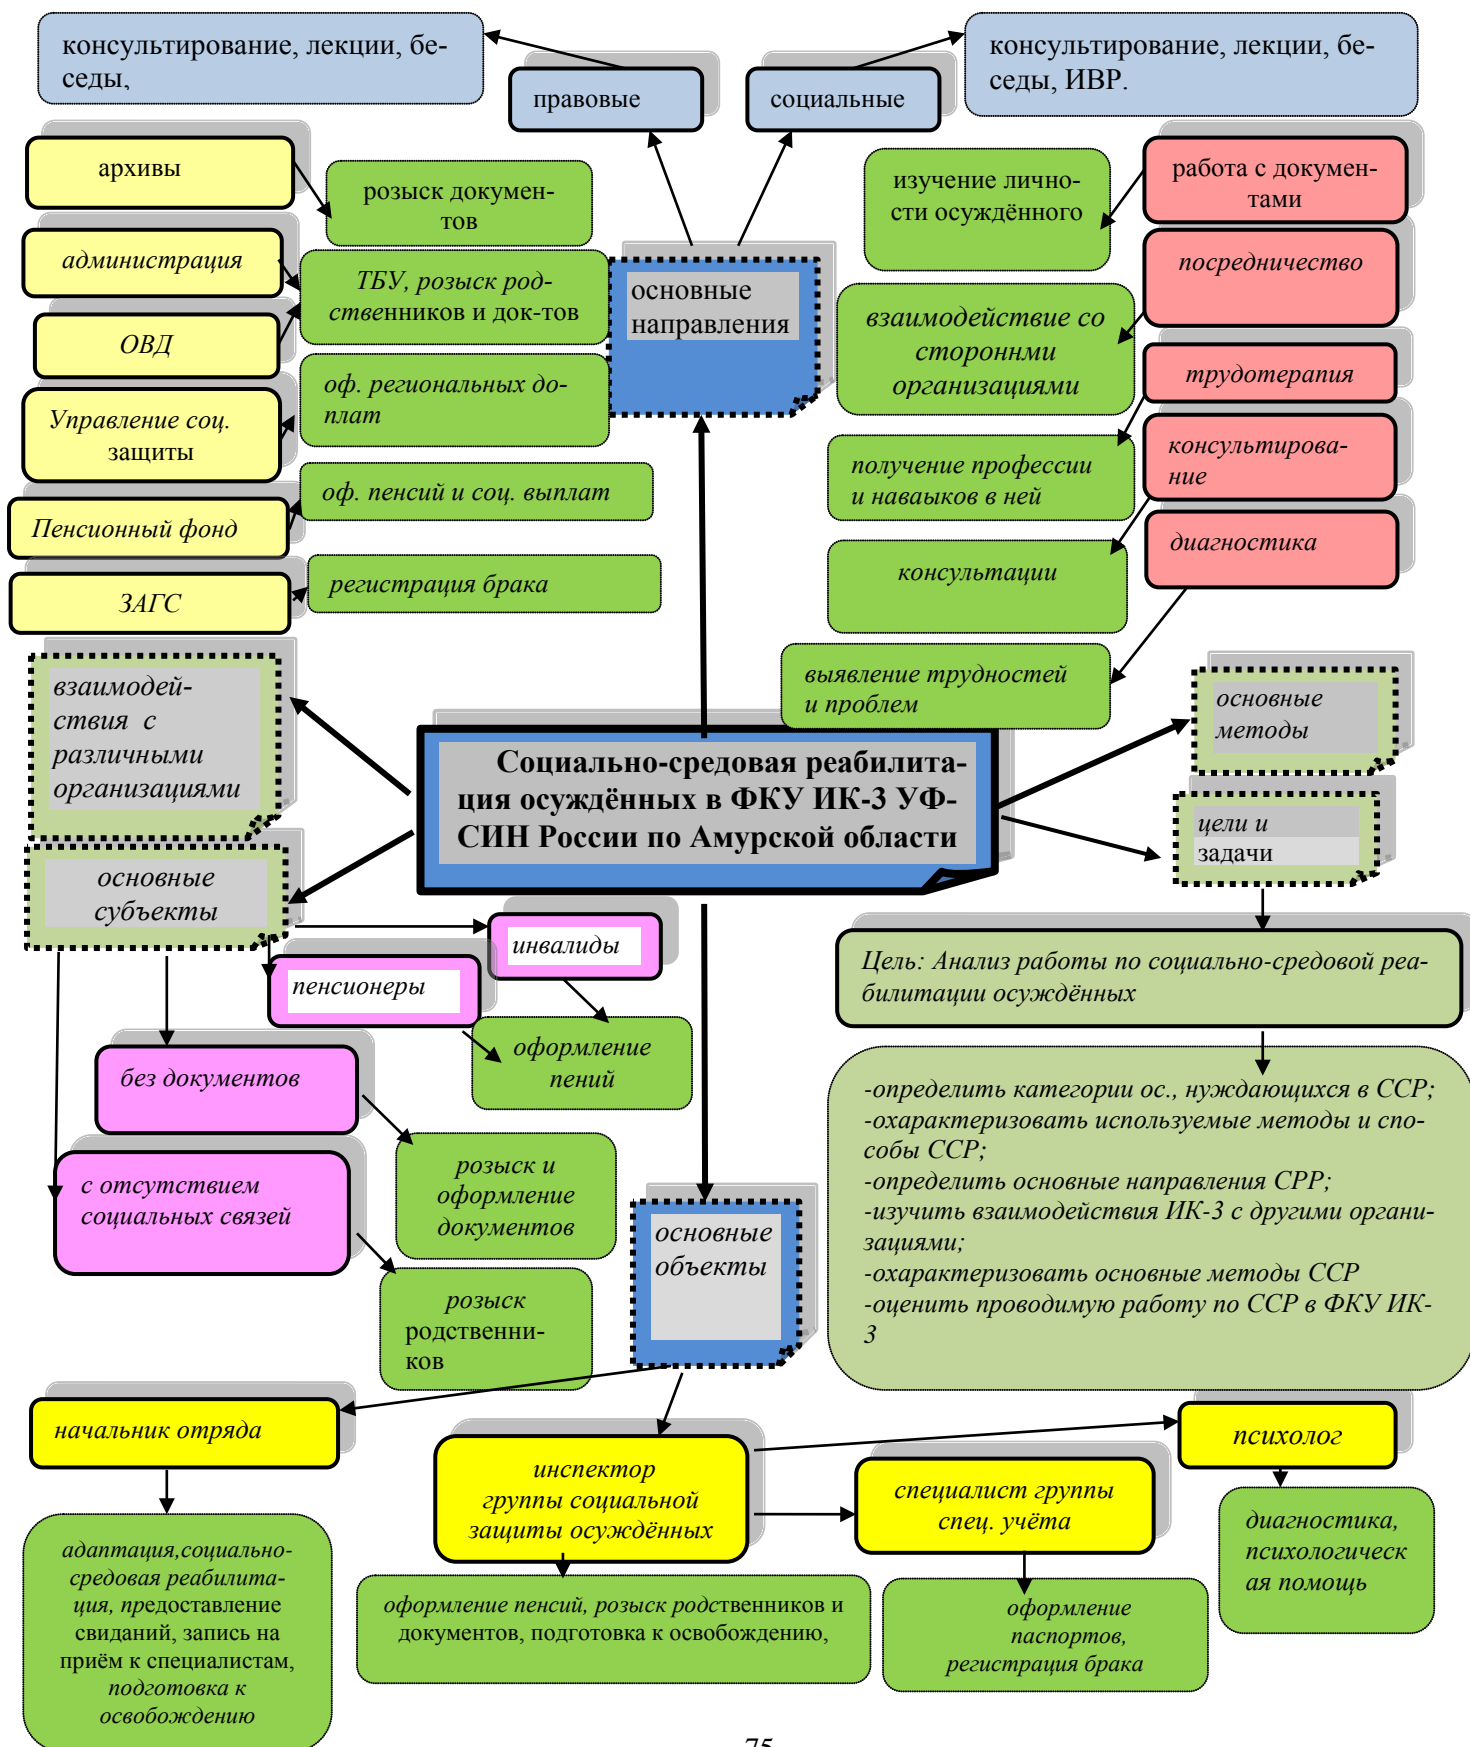 консультирование, лекции, бе-
седы,
консультирование, лекции, бе-
седы, ИВР.
правовые
социальные
архивы
розыск докумен-
тов
изучение лично-
сти осуждённого
работа с докумен-
тами
администрация
ТБУ, розыск род-
ственников и док-тов
основные
направления
посредничество
взаимодействие со
стороннми
организациями
ОВД
оф. региональных до-
плат
трудотерапия
Управление соц.
защиты
получение профессии
и наваыков в ней
консультирова-
ние
оф. пенсий и соц. выплат
Пенсионный фонд
диагностика
консультации
регистрация брака
ЗАГС
взаимодей-
ствия с
различными
организациями
выявление трудностей
и проблем
основные
методы
Социально-средовая реабилита-
ция осуждённых в ФКУ ИК-3 УФ-
СИН России по Амурской области
цели и
задачи
основные
субъекты
инвалиды
пенсионеры
Цель: Анализ работы по социально-средовой реа-
билитации осуждённых
оформление
пений
без документов
-определить категории ос., нуждающихся в ССР;
-охарактеризовать используемые методы и спо-
собы ССР;
-определить основные направления СРР;
-изучить взаимодействия ИК-3 с другими органи-
зациями;
-охарактеризовать основные методы ССР
-оценить проводимую работу по ССР в ФКУ ИК-
3
розыск и
оформление
документов
с отсутствием
социальных связей
основные
объекты
розыск
родственни-
ков
начальник отряда
инспектор
группы социальной
защиты осуждённых
специалист группы
спец. учёта
психолог
адаптация,социально-
средовая реабилита-
ция, предоставление
свиданий, запись на
приём к специалистам,
подготовка к
освобождению
оформление пенсий, розыск родственников и
документов, подготовка к освобождению,
оформление
паспортов,
регистрация брака
диагностика,
психологическ
ая помощь
75